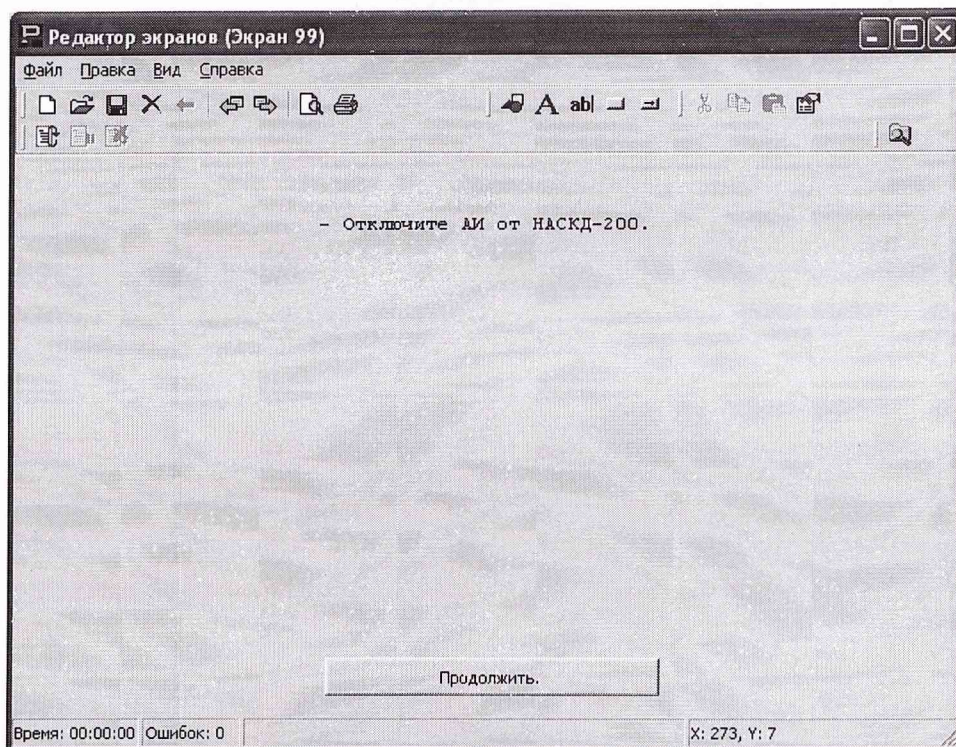 Редактор экранов (Экран 99)
Файл Правка Вид Справка
A ab|
- Отключите АИ от НАСКД-200.
Продолжить.
Время: 00:00:00 Ошибок: 0 X: 273, Y: 7